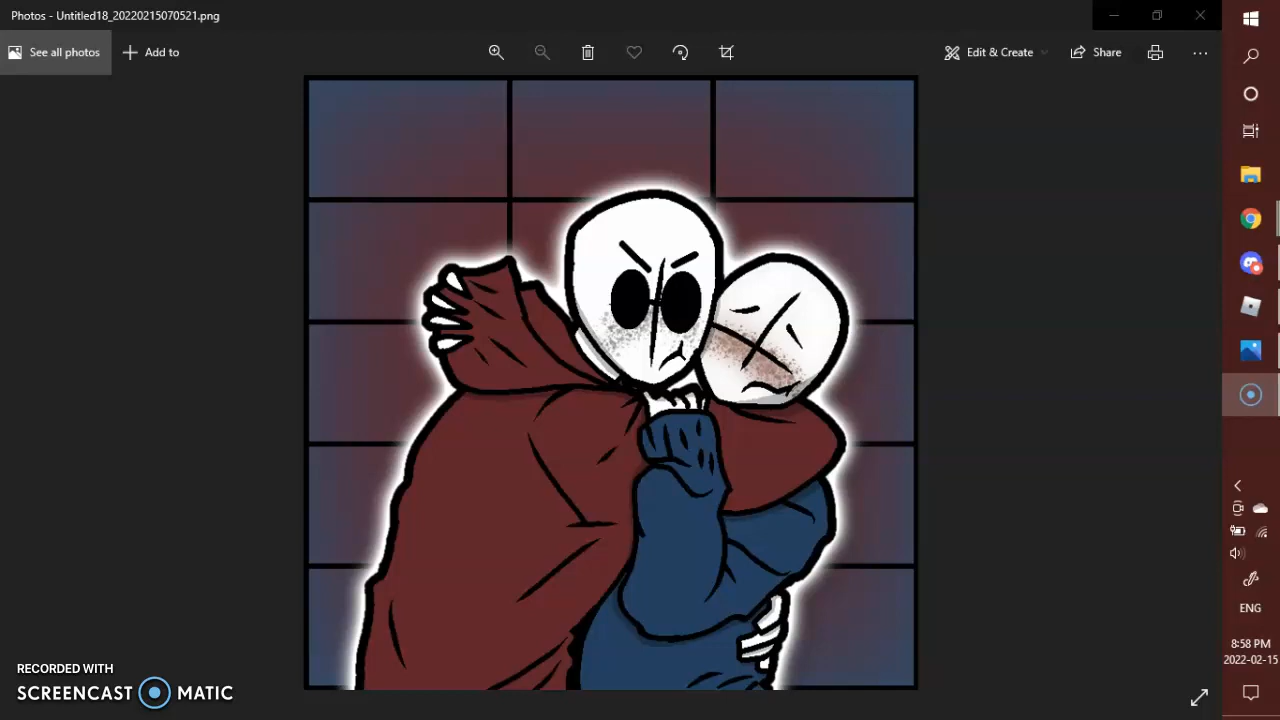 Photos - Untitled18_20220215070521.png
See all photos
Add to
Edit & Create
Share
ENG
8:58 PM
2022-02-15
RECORDED WITH
SCREENCAST MATIC